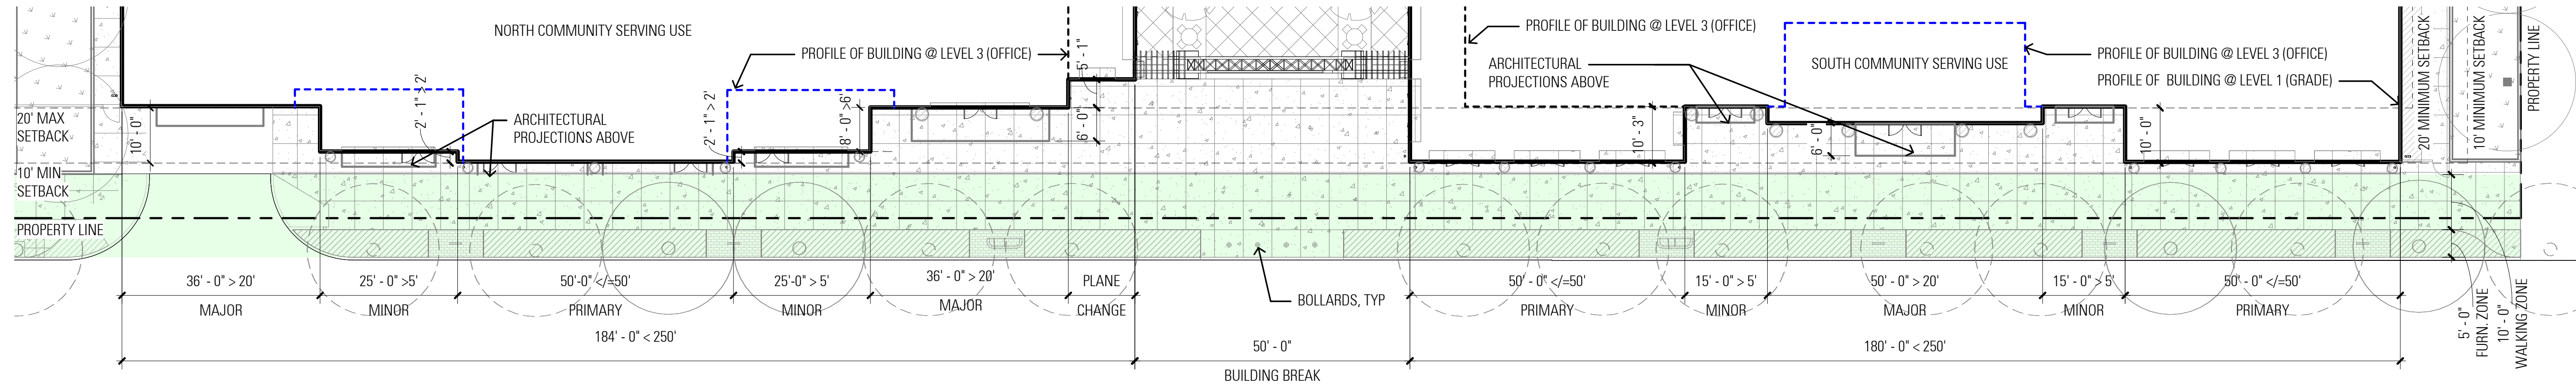 NORTH COMMUNITY SERVING USE
PROFILE OF BUILDING @ LEVEL 3 (OFFICE)
5' - 1"
PROFILE OF BUILDING @ LEVEL 3 (OFFICE)
ARCHITECTURAL
PROJECTIONS ABOVE
SOUTH COMMUNITY SERVING USE
PROFILE OF BUILDING @ LEVEL 3 (OFFICE)
PROFILE OF BUILDING @ LEVEL 1 (GRADE)
20' MINIMUM SETBACK
10' MINIMUM SETBACK
PROPERTY LINE
20' MAX
SETBACK
10' - 0"
2' - 1" > 2'
ARCHITECTURAL
PROJECTIONS ABOVE
2' - 1" > 2'
8' - 0" >6'
6' - 0"
10' - 3"
6' - 0"
10' - 0"
10' MIN
SETBACK
PROPERTY LINE
36' - 0" > 20'
MAJOR
25' - 0" >5'
MINOR
50'-0" </=50'
PRIMARY
25'-0" > 5'
MINOR
36' - 0" > 20'
MAJOR
PLANE
CHANGE
BOLLARDS, TYP
50' - 0" </=50'
PRIMARY
15' - 0" > 5'
MINOR
50' - 0" > 20'
MAJOR
15' - 0" > 5'
MINOR
50' - 0" </=50'
PRIMARY
5' - 0"
FURN. ZONE
10' - 0"
WALKING ZONE
184' - 0" < 250'
50' - 0"
BUILDING BREAK
180' - 0" < 250'